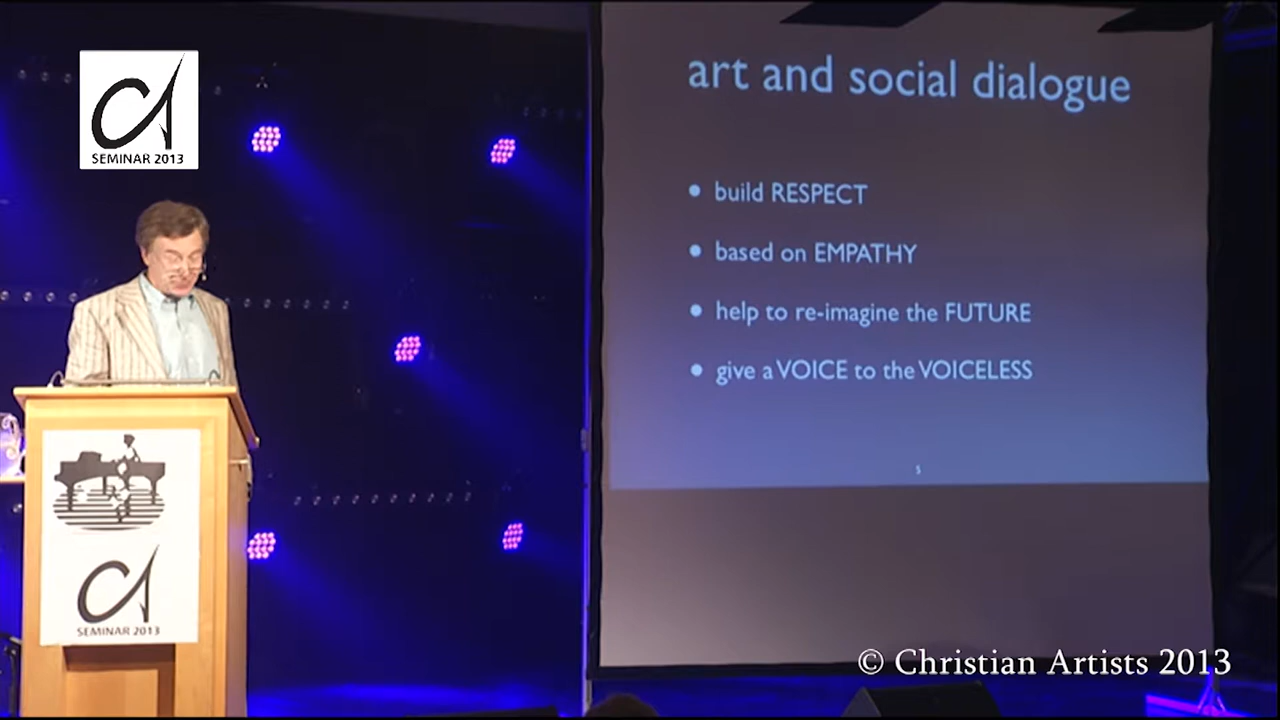 SEMINAR 2013
art and social dialogue
• build RESPECT
• based on EMPATHY
• help to re-imagine the FUTURE
• give a VOICE to the VOICELESS
5
SEMINAR 2013
© Christian Artists 2013